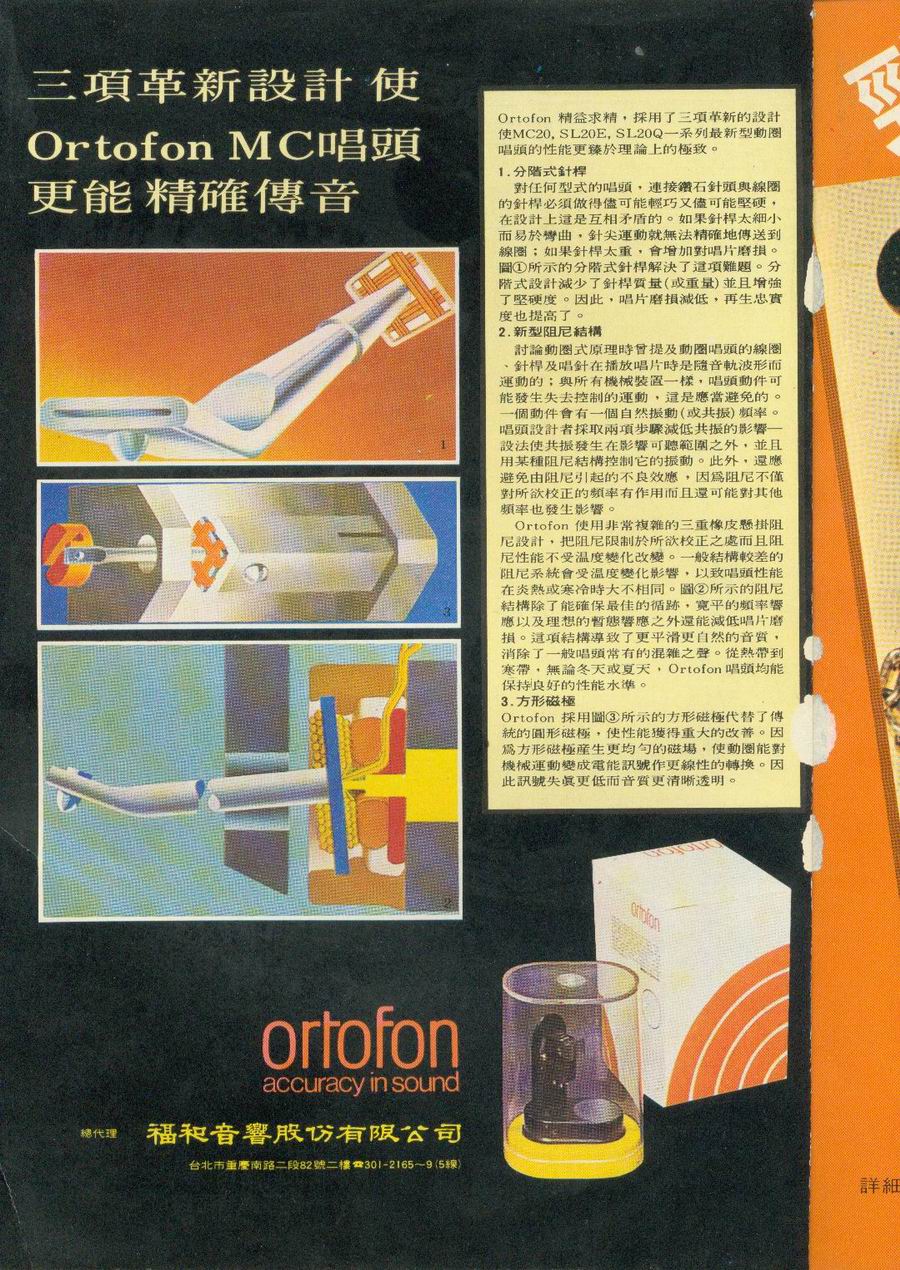 三項革新設計 使
Ortofon MC唱頭
更能 精確傳音
1
3
2
Ortofon 精益求精，採用了三項革新的設計
使MC20, SL20E, SL20Q一系列最新型動圈
唱頭的性能更臻於理論上的極致。
1.分階式針桿
對任何型式的唱頭，連接鑽石針頭與線圈
的針桿必須做得儘可能輕巧又儘可能堅硬，
在設計上這是互相矛盾的。如果針桿太細小
而易於彎曲，針尖運動就無法精確地傳送到
線圈；如果針桿太重，會增加對唱片磨損。
圖①所示的分階式針桿解決了這項難題。分
階式設計減少了針桿質量(或重量)並且增強
了堅硬度。因此，唱片磨損減低，再生忠實
度也提高了。
2.新型阻尼結構
討論動圈式原理時曾提及動圈唱頭的線圈
、針桿及唱針在播放唱片時是隨音軌波形而
運動的；與所有機械裝置一樣，唱頭動件可
能發生失去控制的運動，這是應當避免的。
一個動件會有一個自然振動(或共振)頻率。
唱頭設計者採取兩項步驟減低共振的影響—
設法使共振發生在影響可聽範圍之外，並且
用某種阻尼結構控制它的振動。此外，還應
避免由阻尼引起的不良效應，因爲阻尼不僅
對所欲校正的頻率有作用而且還可能對其他
頻率也發生影響。
Ortofon 使用非常複雜的三重橡皮懸掛阻
尼設計，把阻尼限制於所欲校正之處而且阻
尼性能不受溫度變化改變。一般結構較差的
阻尼系統會受溫度變化影響，以致唱頭性能
在炎熱或寒冷時大不相同。圖②所示的阻尼
結構除了能確保最佳的循跡，寬平的頻率響
應以及理想的暫態響應之外還能減低唱片磨
損。這項結構導致了更平滑更自然的音質，
消除了一般唱頭常有的混雜之聲。從熱帶到
寒帶，無論冬天或夏天，Ortofon唱頭均能
保持良好的性能水準。
3.方形磁極
Ortofon 採用圖③所示的方形磁極代替了傳
統的圓形磁極，使性能獲得重大的改善。因
爲方形磁極産生更均勻的磁場，使動圈能對
機械運動變成電能訊號作更線性的轉換。因
此訊號失眞更低而音質更清晰透明。
ortofon
ortofon
ortofon
accuracy in sound
總代理 福和音響股份有限公司
台北市重慶南路二段82號二樓☎301-2165～9(5線)
詳細